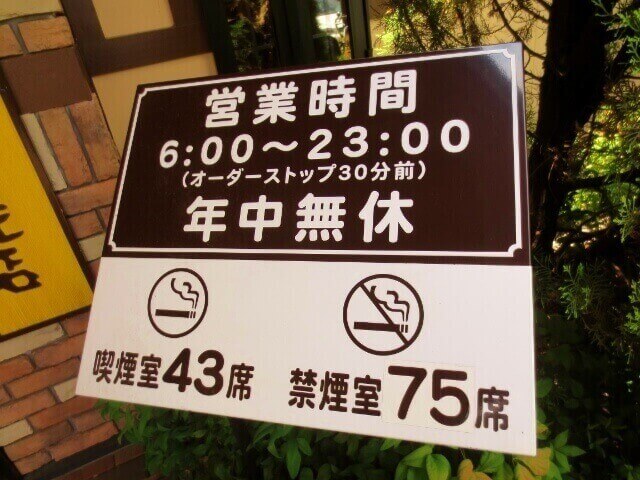 営業時間
6:00～23:00
(オーダーストップ30分前)
年中無休
喫煙室43席
禁煙室75席